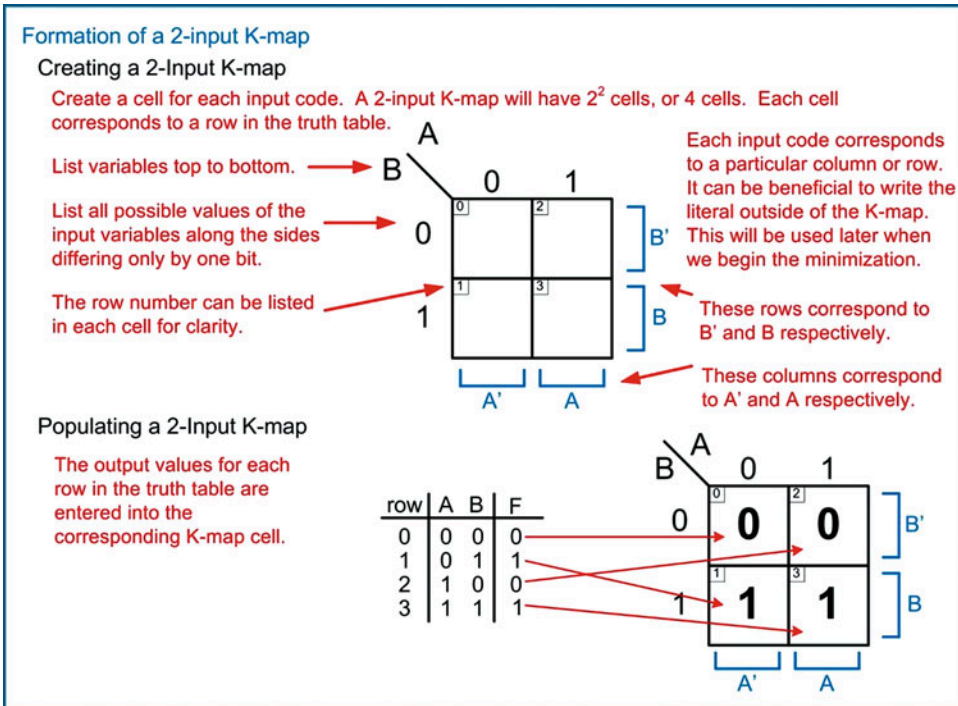 Formation of a 2-input K-map
Creating a 2-Input K-map
Create a cell for each input code. A 2-input K-map will have 2² cells, or 4 cells. Each cell
corresponds to a row in the truth table.
List variables top to bottom.
List all possible values of the
input variables along the sides
differing only by one bit.
The row number can be listed
in each cell for clarity.
A
B
0 1
0 2
0
B'
1 3
1
B
A' A
Each input code corresponds
to a particular column or row.
It can be beneficial to write the
literal outside of the K-map.
This will be used later when
we begin the minimization.
These rows correspond to
B' and B respectively.
These columns correspond
to A' and A respectively.
Populating a 2-Input K-map
The output values for each
row in the truth table are
entered into the
corresponding K-map cell.
row A B F
0 0 0 0
1 0 1 1
2 1 0 0
3 1 1 1
A
B
0 1
0 2
0 0 0
B'
1 3
1 1 1
B
A' A